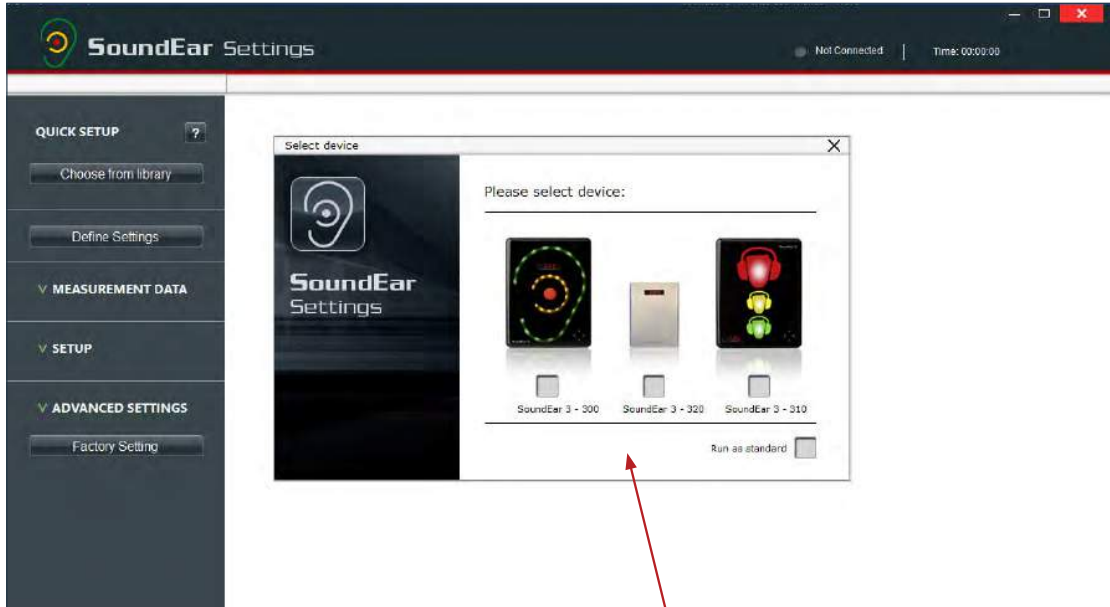 SoundEar Settings
Not Connected
Time: 00:00:00
QUICK SETUP
?
Choose from library
Define Settings
V MEASUREMENT DATA
V SETUP
V ADVANCED SETTINGS
Factory Setting
Select device
SoundEar
Settings
Please select device:
SoundEar 3 - 300 SoundEar 3 - 320 SoundEar 3 - 310
Run as standard